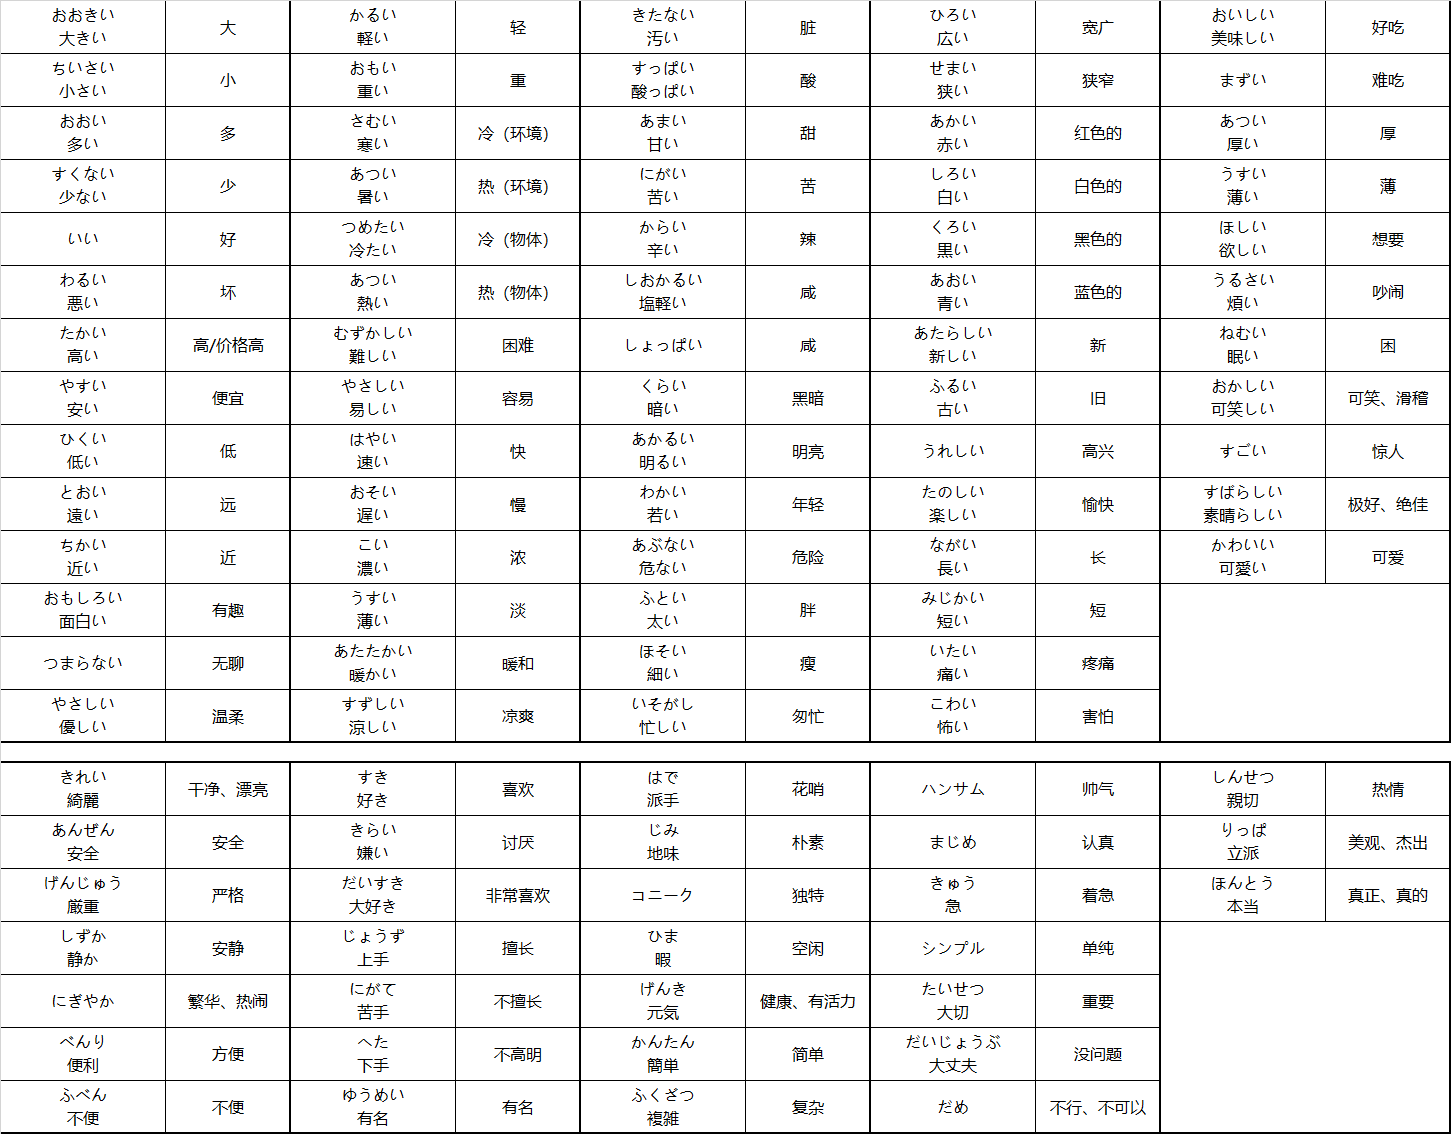 おおきい
大きい
大
かるい
軽い
轻
きたない
汚い
脏
ひろい
広い
宽广
おいしい
美味しい
好吃
ちいさい
小さい
小
おもい
重い
重
すっぱい
酸っぱい
酸
せまい
狭い
狭窄
まずい
难吃
おおい
多い
多
さむい
寒い
冷（环境）
あまい
甘い
甜
あかい
赤い
红色的
あつい
厚い
厚
すくない
少ない
少
あつい
暑い
热（环境）
にがい
苦い
苦
しろい
白い
白色的
うすい
薄い
薄
いい
好
つめたい
冷たい
冷（物体）
からい
辛い
辣
くろい
黒い
黑色的
ほしい
欲しい
想要
わるい
悪い
坏
あつい
熱い
热（物体）
しおかるい
塩軽い
咸
あおい
青い
蓝色的
うるさい
煩い
吵闹
たかい
高い
高/价格高
むずかしい
難しい
困难
しょっぱい
咸
あたらしい
新しい
新
ねむい
眠い
困
やすい
安い
便宜
やさしい
易しい
容易
くらい
暗い
黑暗
ふるい
古い
旧
おかしい
可笑しい
可笑、滑稽
ひくい
低い
低
はやい
速い
快
あかるい
明るい
明亮
うれしい
高兴
すごい
惊人
とおい
遠い
远
おそい
遅い
慢
わかい
若い
年轻
たのしい
楽しい
愉快
すばらしい
素晴らしい
极好、绝佳
ちかい
近い
近
こい
濃い
浓
あぶない
危ない
危险
ながい
長い
长
かわいい
可愛い
可爱
おもしろい
面白い
有趣
うすい
薄い
淡
ふとい
太い
胖
みじかい
短い
短
つまらない
无聊
あたたかい
暖かい
暖和
ほそい
細い
瘦
いたい
痛い
疼痛
やさしい
優しい
温柔
すずしい
涼しい
凉爽
いそがし
忙しい
匆忙
こわい
怖い
害怕
きれい
綺麗
干净、漂亮
すき
好き
喜欢
はで
派手
花哨
ハンサム
帅气
しんせつ
親切
热情
あんぜん
安全
安全
きらい
嫌い
讨厌
じみ
地味
朴素
まじめ
认真
りっぱ
立派
美观、杰出
げんじゅう
厳重
严格
だいすき
大好き
非常喜欢
コニーク
独特
きゅう
急
着急
ほんとう
本当
真正、真的
しずか
静か
安静
じょうず
上手
擅长
ひま
暇
空闲
シンプル
单纯
にぎやか
繁华、热闹
にがて
苦手
不擅长
げんき
元気
健康、有活力
たいせつ
大切
重要
べんり
便利
方便
へた
下手
不高明
かんたん
簡単
简单
だいじょうぶ
大丈夫
没问题
ふべん
不便
不便
ゆうめい
有名
有名
ふくざつ
複雑
复杂
だめ
不行、不可以